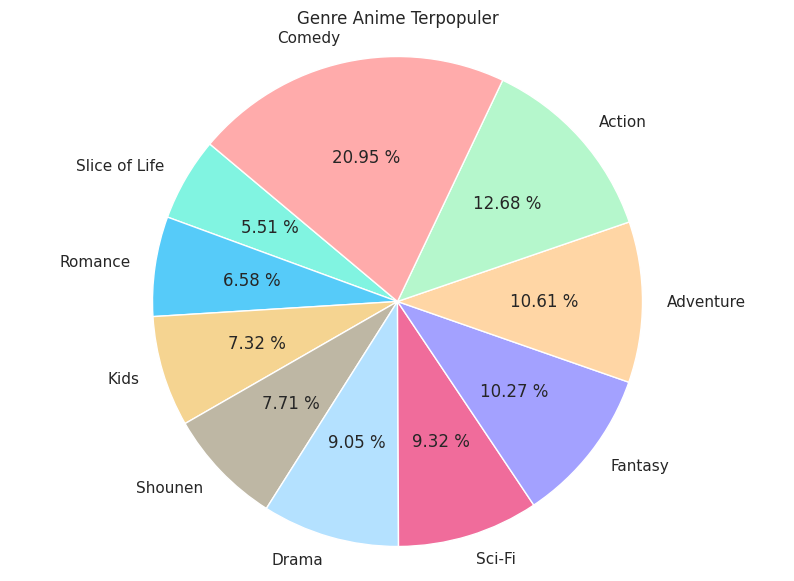 Genre Anime Terpopuler
Comedy
20.95 %
Action
12.68 %
Adventure
10.61 %
Fantasy
10.27 %
Sci-Fi
9.32 %
Drama
9.05 %
Shounen
7.71 %
Kids
7.32 %
Romance
6.58 %
Slice of Life
5.51 %